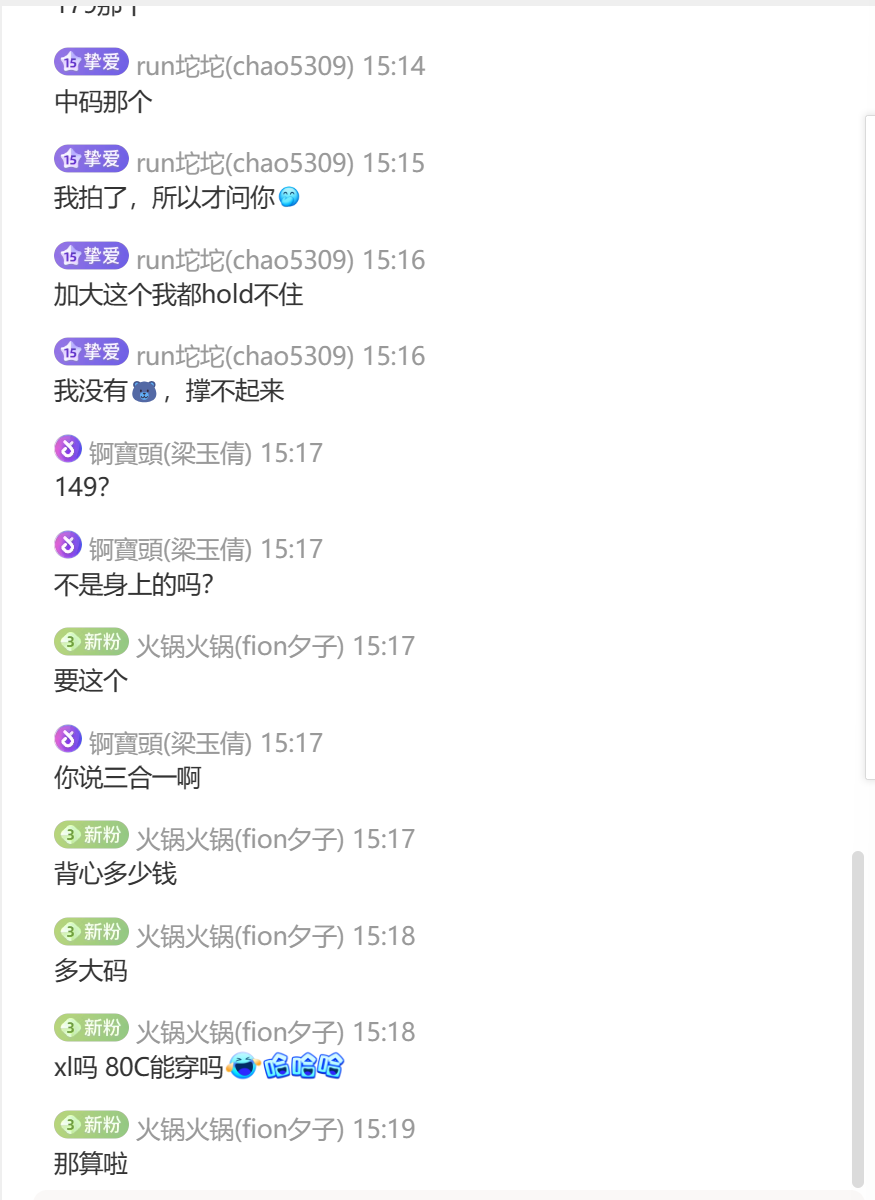 15 挚爱 run坨坨(chao5309) 15:14
中码那个
15 挚爱 run坨坨(chao5309) 15:15
我拍了，所以才问你
15 挚爱 run坨坨(chao5309) 15:16
加大这个我都hold不住
15 挚爱 run坨坨(chao5309) 15:16
我没有，撑不起来
锕寶頭(梁玉倩) 15:17
149？
锕寶頭(梁玉倩) 15:17
不是身上的吗？
3 新粉 火锅火锅(fion夕子) 15:17
要这个
锕寶頭(梁玉倩) 15:17
你说三合一啊
3 新粉 火锅火锅(fion夕子) 15:17
背心多少钱
3 新粉 火锅火锅(fion夕子) 15:18
多大码
3 新粉 火锅火锅(fion夕子) 15:18
xl吗 80C能穿吗哈哈哈
3 新粉 火锅火锅(fion夕子) 15:19
那算啦